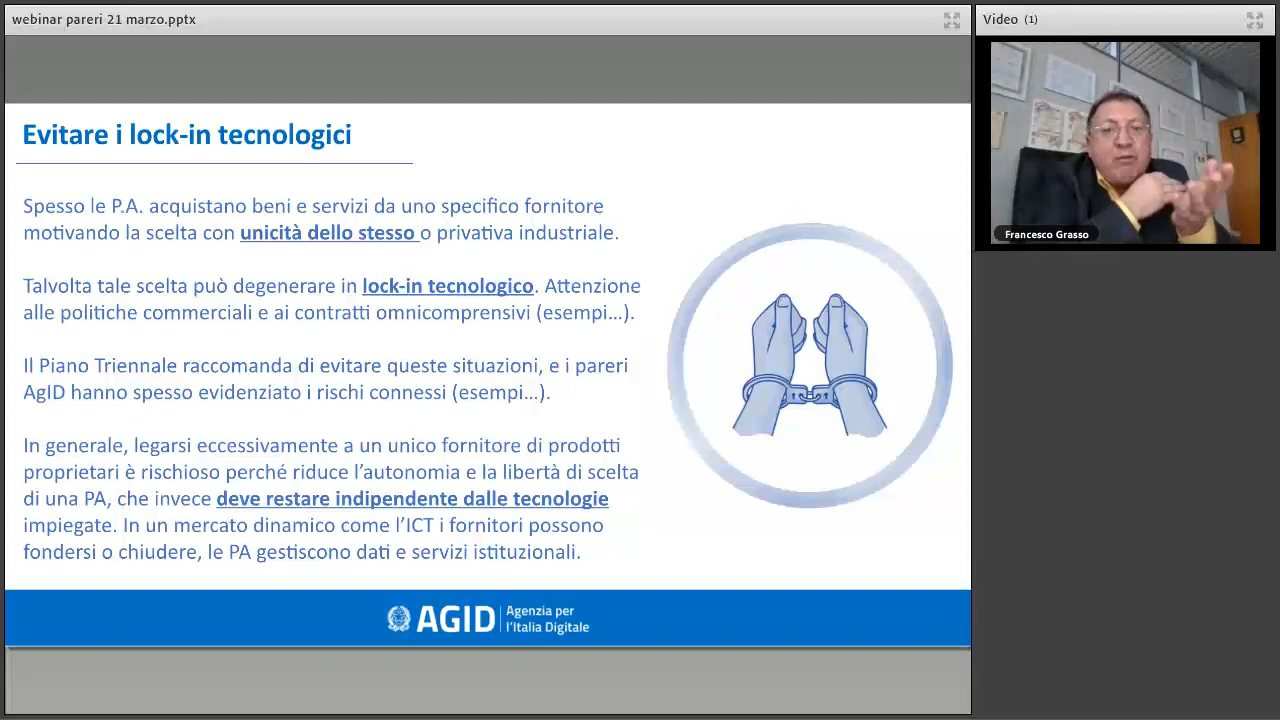 webinar pareri 21 marzo.pptx
Video (1)
Evitare i lock-in tecnologici
Spesso le P.A. acquistano beni e servizi da uno specifico fornitore
motivando la scelta con unicità dello stesso o privativa industriale.
Talvolta tale scelta può degenerare in lock-in tecnologico. Attenzione
alle politiche commerciali e ai contratti omnicomprensivi (esempi...).
Il Piano Triennale raccomanda di evitare queste situazioni, e i pareri
AgID hanno spesso evidenziato i rischi connessi (esempi...).
In generale, legarsi eccessivamente a un unico fornitore di prodotti
proprietari è rischioso perché riduce l’autonomia e la libertà di scelta
di una PA, che invece deve restare indipendente dalle tecnologie
impiegate. In un mercato dinamico come l’ICT i fornitori possono
fondersi o chiudere, le PA gestiscono dati e servizi istituzionali.
AGID
Agenzia per
l’Italia Digitale
Francesco Grasso